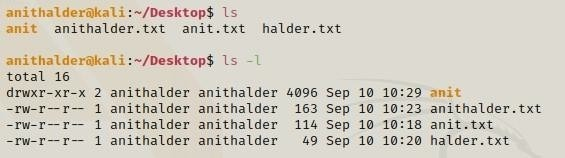 anithalder@kali:~/Desktop$ ls
anit  anithalder.txt  anit.txt  halder.txt
anithalder@kali:~/Desktop$ ls -l
total 16
drwxr-xr-x 2 anithalder anithalder 4096 Sep 10 10:29 anit
-rw-r--r-- 1 anithalder anithalder  163 Sep 10 10:23 anithalder.txt
-rw-r--r-- 1 anithalder anithalder  114 Sep 10 10:18 anit.txt
-rw-r--r-- 1 anithalder anithalder   49 Sep 10 10:20 halder.txt